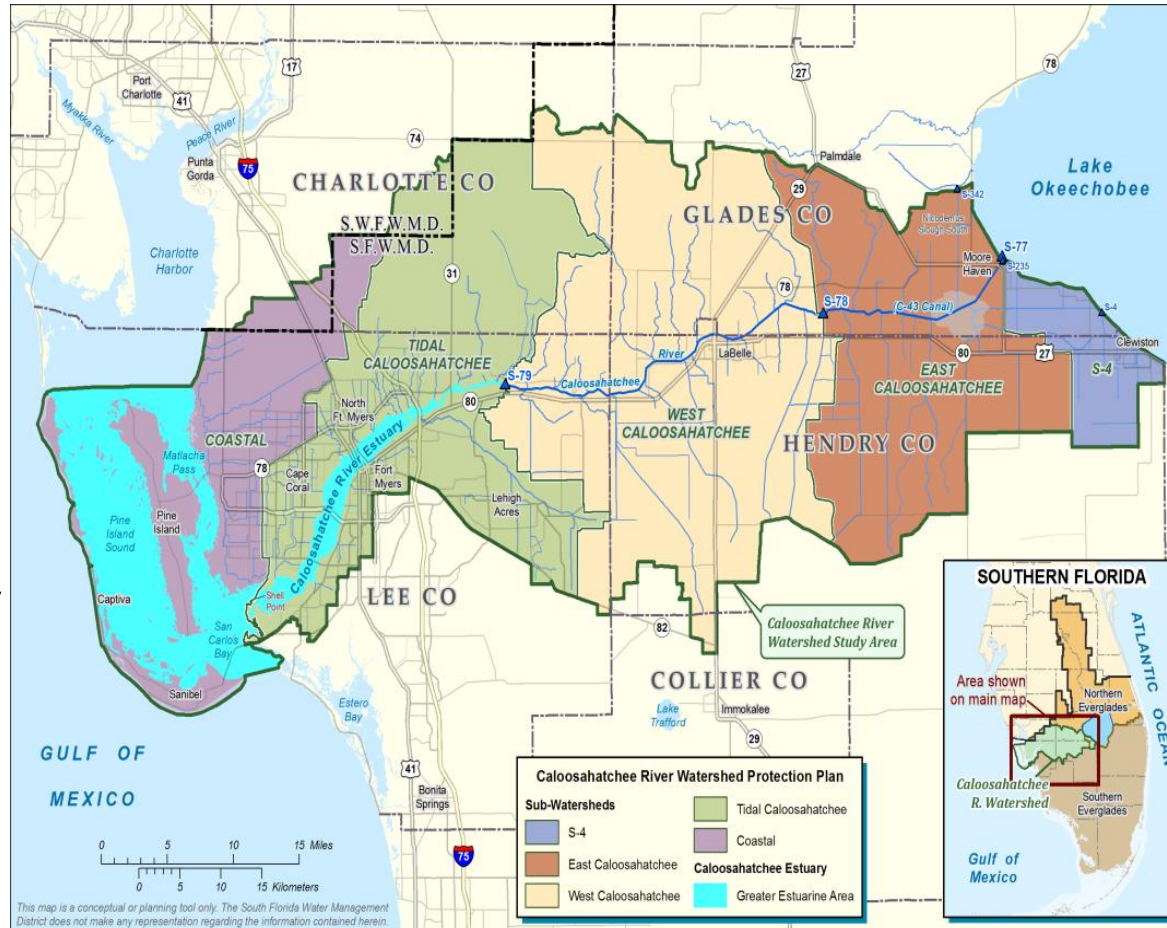 78
27
17
Port
Charlotte
41
Myakka River
Peace River
Punta
Gorda
75
74
CHARLOTTE CO
Palmdale
29
GLADES CO
Lake
Okeechobee
S-342
Nicodemus
Slough South
S.W.F.W.M.D.
S.F.W.M.D.
Charlotte
Harbor
31
Moore
Haven
S-77
S-235
78
S-78
(C-43 Canal)
S-4
Clewiston
TIDAL
CALOOSAHATCHEE
River
LaBelle
80
27
S-79
Caloosahatchee
EAST
CALOOSAHATCHEE
S-4
North
Ft. Myers
80
WEST
CALOOSAHATCHEE
HENDRY CO
COASTAL
Matlacha
Pass
78
Cape
Coral
Fort
Myers
Caloosahatchee River Estuary
Lehigh
Acres
Pine
Island
Pine
Island
Sound
Captiva
Shell
Point
LEE CO
San
Carlos
Bay
Sanibel
82
Caloosahatchee River
Watershed Study Area
COLLIER CO
Immokalee
Lake
Trafford
29
Estero
Bay
41
Bonita
Springs
75
GULF OF
MEXICO
0 5 10 15 Miles
0 5 10 15 Kilometers
This map is a conceptual or planning tool only. The South Florida Water Management
District does not make any representation regarding the information contained herein.
Caloosahatchee River Watershed Protection Plan
Sub-Watersheds
S-4
East Caloosahatchee
West Caloosahatchee
Tidal Caloosahatchee
Coastal
Caloosahatchee Estuary
Greater Estuarine Area
SOUTHERN FLORIDA
ATLANTIC OCEAN
Area shown
on main map
Northern
Everglades
Caloosahatchee
R. Watershed
Southern
Everglades
Gulf of
Mexico